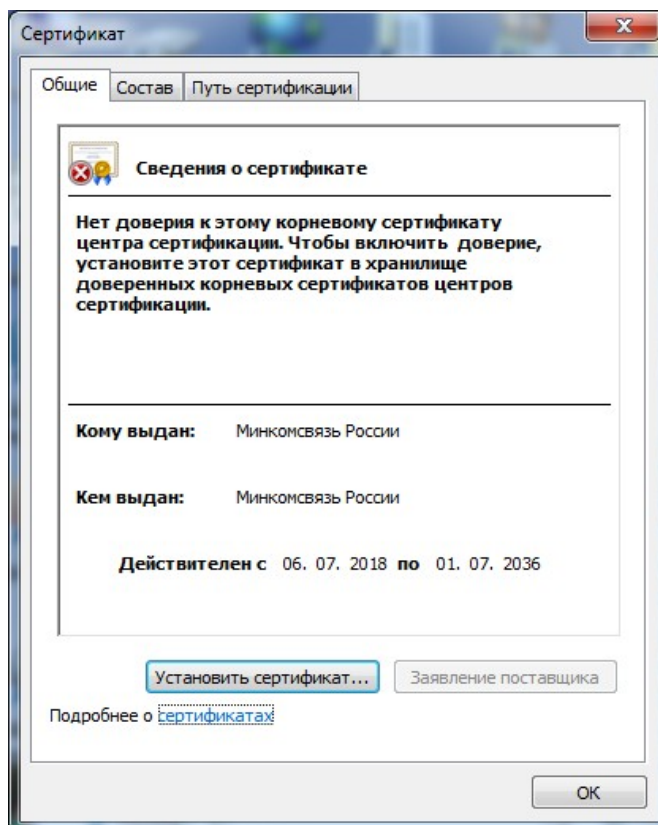 Сертификат
Общие Состав Путь сертификации
Сведения о сертификате
Нет доверия к этому корневому сертификату
центра сертификации. Чтобы включить доверие,
установите этот сертификат в хранилище
доверенных корневых сертификатов центров
сертификации.
Кому выдан: Минкомсвязь России
Кем выдан: Минкомсвязь России
Действителен с 06. 07. 2018 по 01. 07. 2036
Установить сертификат... Заявление поставщика
Подробнее о сертификатах
ОК